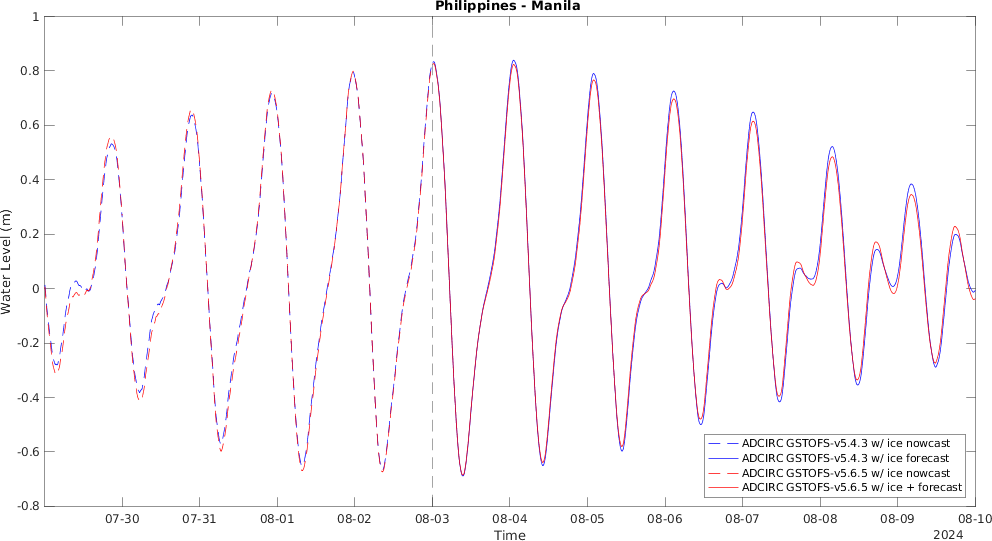 Philippines - Manila
1
0.8
0.6
0.4
0.2
0
-0.2
-0.4
-0.6
-0.8
Water Level (m)
ADCIRC GSTOFS-v5.4.3 w/ ice nowcast
ADCIRC GSTOFS-v5.4.3 w/ ice forecast
ADCIRC GSTOFS-v5.6.5 w/ ice nowcast
ADCIRC GSTOFS-v5.6.5 w/ ice + forecast
07-30 07-31 08-01 08-02 08-03 08-04 08-05 08-06 08-07 08-08 08-09 08-10
Time
2024